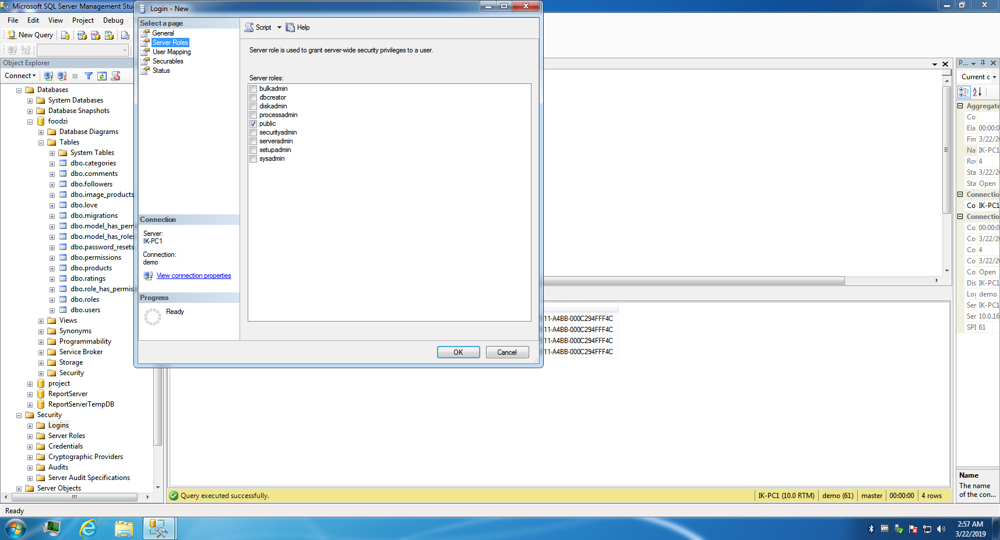 Microsoft SQL Server Management Stu
File Edit View Project Debug
New Query
Object Explorer
Connect
Databases
System Databases
Database Snapshots
foodzi
Database Diagrams
Tables
System Tables
dbo.categories
dbo.comments
dbo.followers
dbo.image_products
dbo.love
dbo.migrations
dbo.model_has_perm
dbo.model_has_roles
dbo.password_resets
dbo.permissions
dbo.products
dbo.ratings
dbo.role_has_permis
dbo.roles
dbo.users
Views
Synonyms
Programmability
Service Broker
Storage
Security
project
ReportServer
ReportServerTempDB
Security
Logins
Server Roles
Credentials
Cryptographic Providers
Audits
Server Audit Specifications
Server Objects
Login - New
Select a page
General
Server Roles
User Mapping
Securables
Status
Connection
Server:
IK-PC1
Connection:
demo
View connection properties
Progress
Ready
Script Help
Server role is used to grant server-wide security privileges to a user.
Server roles:
bulkadmin
dbcreator
diskadmin
processadmin
public
securityadmin
serveradmin
setupadmin
sysadmin
OK Cancel
11-A4BB-000C294FFF4C
11-A4BB-000C294FFF4C
11-A4BB-000C294FFF4C
11-A4BB-000C294FFF4C
Query executed successfully.
IK-PC1 (10.0 RTM) demo (61) master 00:00:00 4 rows
P...
Current c
Aggregate
Co
Ela 00:00:0
Fin 3/22/20
Na IK-PC1
Ro 4
Sta 3/22/20
Sta Open
Connectio
Co IK-PC1
Connectio
Co 00:00:0
Co 3/22/20
Co 4
Co 3/22/20
Co Open
Dis IK-PC1
Log demo
Ser IK-PC1
Ser 10.0.16
SPI 61
Name
The name
of the con...
Ready
2:57 AM
3/22/2019